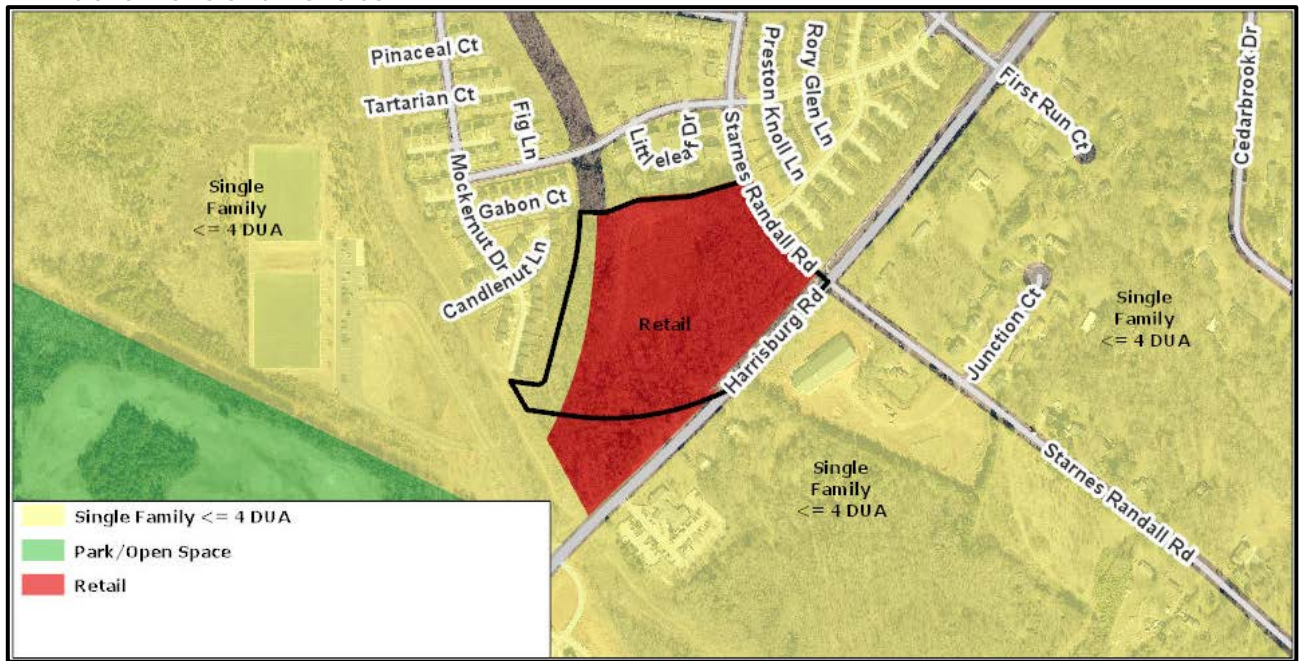 Pinaceal Ct
Tartarian Ct
Fig Ln
Mockernut Dr
Gabon Ct
Candlenut Ln
Littleleaf Dr
Starnes Randall Rd
Preston Knoll Ln
Rory Glen Ln
First Run Ct
Cedarbrook Dr
Single
Family
<= 4 DUA
Retail
Harrisburg Rd
Junction Ct
Single
Family
<= 4 DUA
Single
Family
<= 4 DUA
Starnes Randall Rd
Single Family <= 4 DUA
Park/Open Space
Retail